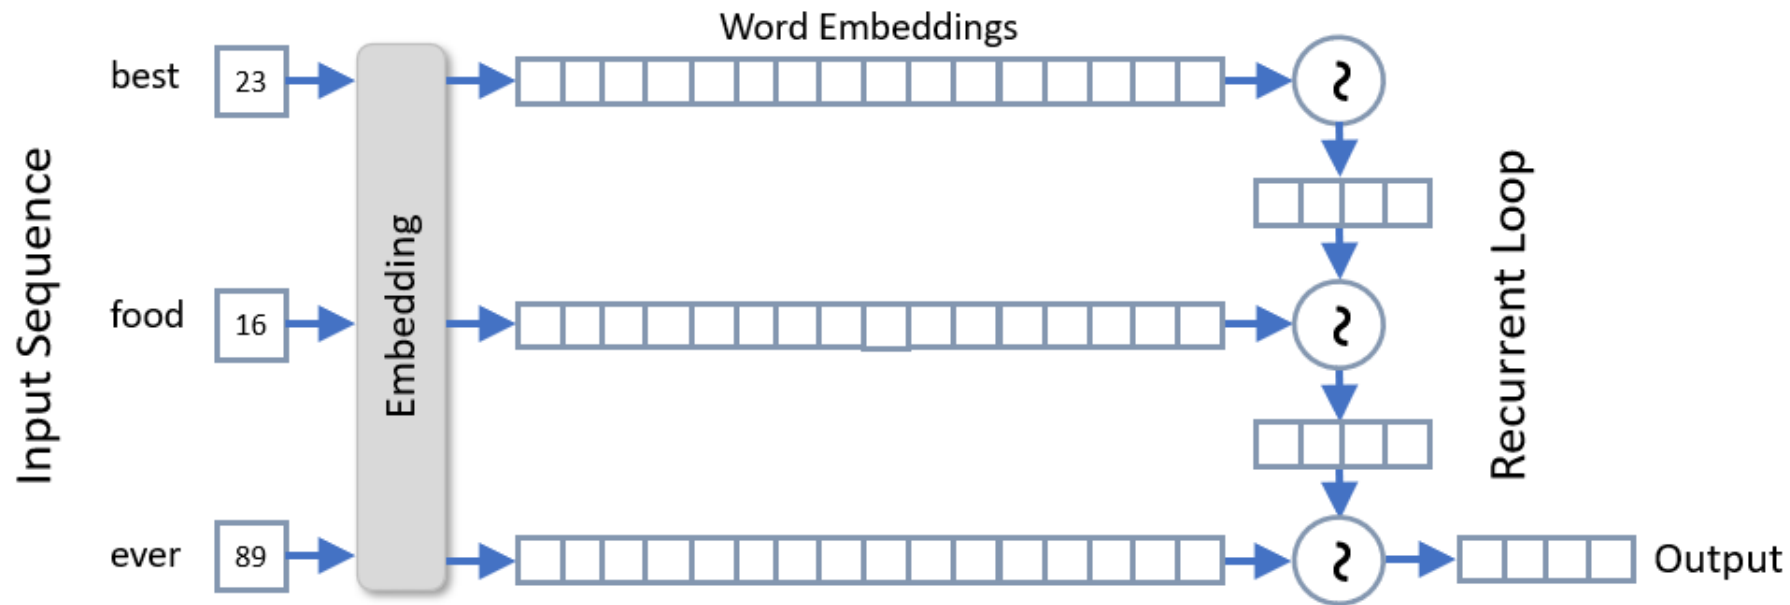 Word Embeddings
best
23
food
16
ever
89
Input Sequence
Embedding
Recurrent Loop
Output